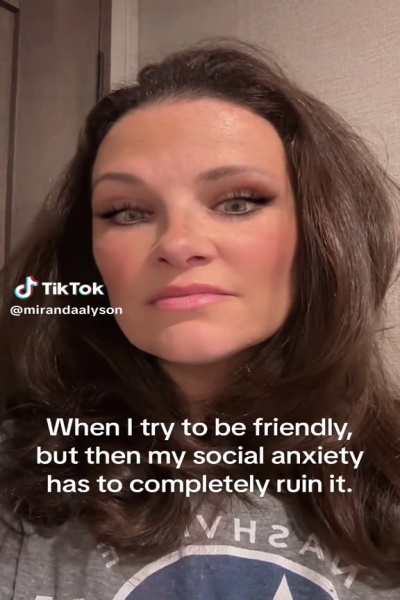 TikTok
@mirandaalyson
When I try to be friendly,
but then my social anxiety
has to completely ruin it.